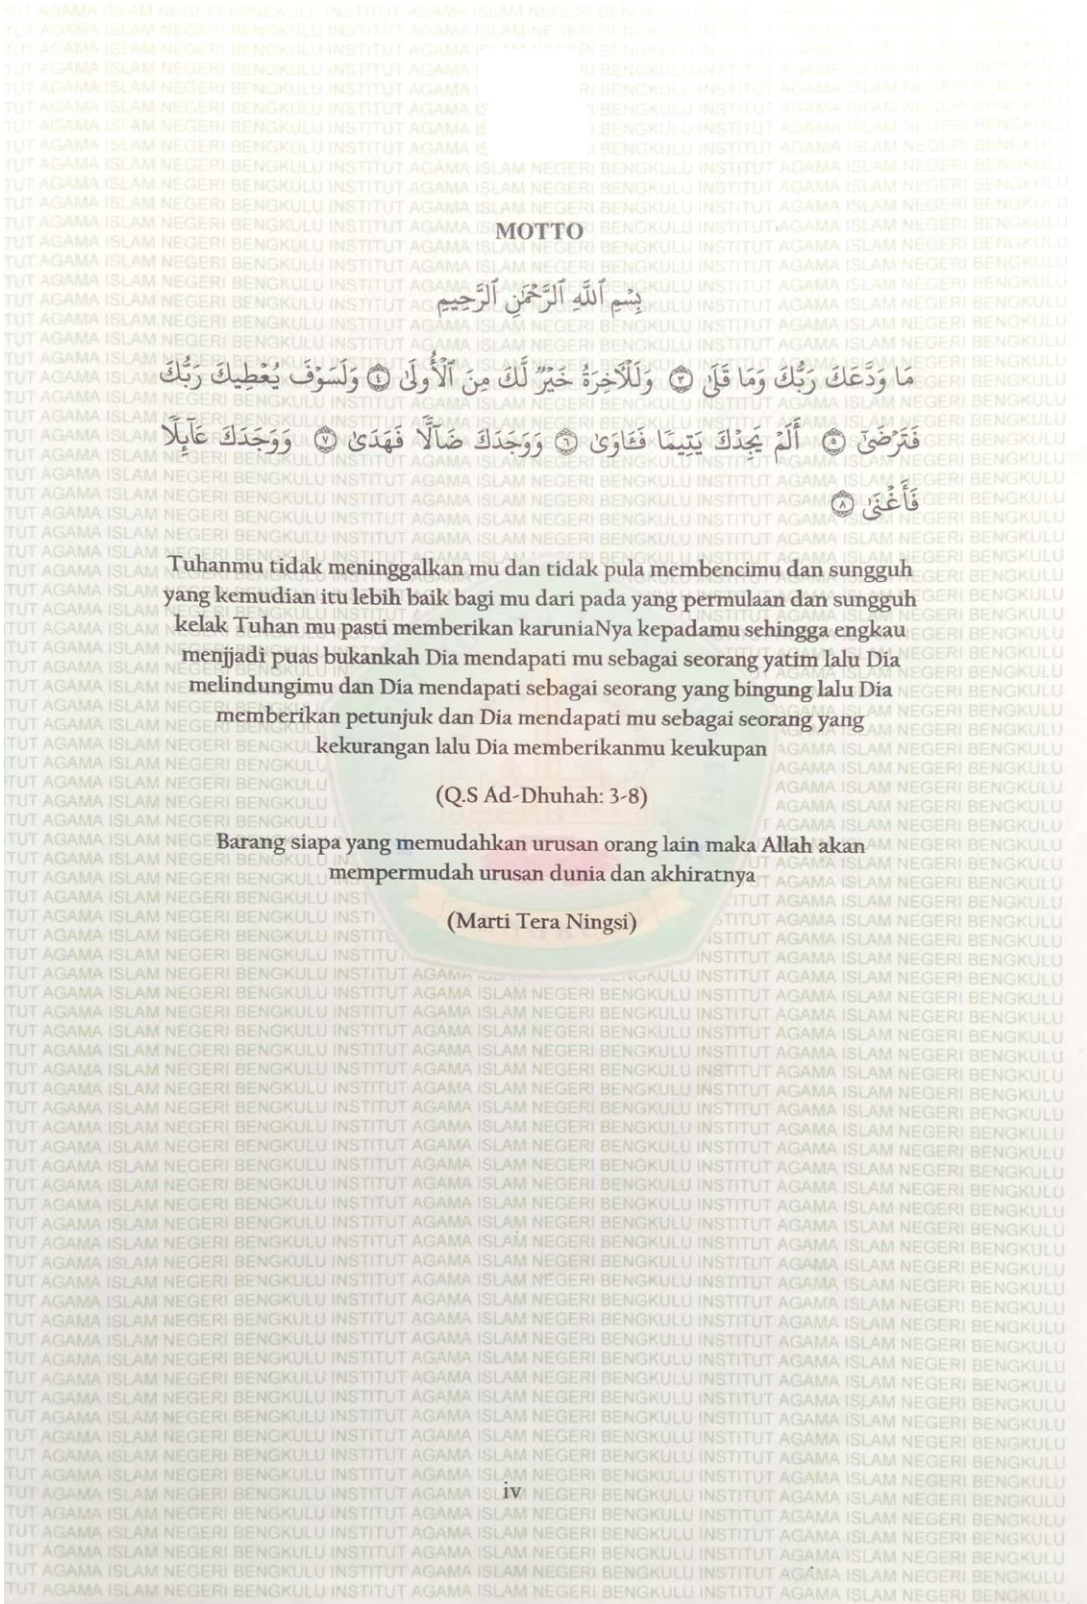 MOTTO
بِسْمِ ٱللَّهِ ٱلرَّحْمَٰنِ ٱلرَّحِيمِ
مَا وَدَّعَكَ رَبُّكَ وَمَا قَلَىٰ ۝٣ وَلَلْآخِرَةُ خَيْرٌ لَّكَ مِنَ ٱلْأُولَىٰ ۝٤ وَلَسَوْفَ يُعْطِيكَ رَبُّكَ
فَتَرْضَىٰٓ ۝٥ أَلَمْ يَجِدْكَ يَتِيمًا فَـَٔاوَىٰ ۝٦ وَوَجَدَكَ ضَآلًّا فَهَدَىٰ ۝٧ وَوَجَدَكَ عَآئِلًا
فَأَغْنَىٰ ۝٨
Tuhanmu tidak meninggalkan mu dan tidak pula membencimu dan sungguh
yang kemudian itu lebih baik bagi mu dari pada yang permulaan dan sungguh
kelak Tuhan mu pasti memberikan karuniaNya kepadamu sehingga engkau
menjjadi puas bukankah Dia mendapati mu sebagai seorang yatim lalu Dia
melindungimu dan Dia mendapati sebagai seorang yang bingung lalu Dia
memberikan petunjuk dan Dia mendapati mu sebagai seorang yang
kekurangan lalu Dia memberikanmu keukupan
(Q.S Ad-Dhuhah: 3-8)
Barang siapa yang memudahkan urusan orang lain maka Allah akan
mempermudah urusan dunia dan akhiratnya
(Marti Tera Ningsi)
iv